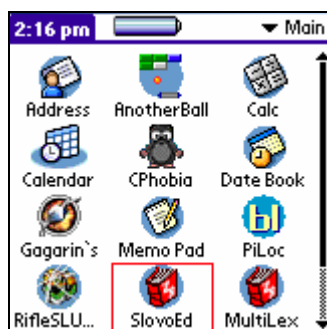 2:16 pm Main
Address AnotherBall Calc
Calendar CPhobia Date Book
Gagarin`s Memo Pad PiLoc
RifleSLU... SlovoEd MultiLex